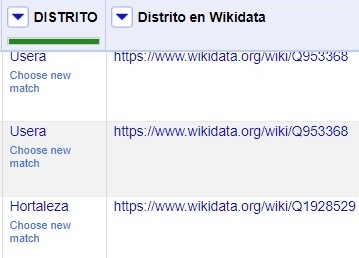 DISTRITO Distrito en Wikidata
Usera https://www.wikidata.org/wiki/Q953368
Choose new
match
Usera https://www.wikidata.org/wiki/Q953368
Choose new
match
Hortaleza https://www.wikidata.org/wiki/Q1928529
Choose new
match